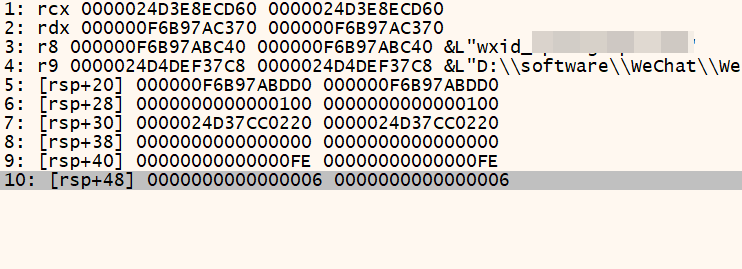 1: rcx 0000024D3E8ECD60 0000024D3E8ECD60
2: rdx 000000F6B97AC370 000000F6B97AC370
3: r8 000000F6B97ABC40 000000F6B97ABC40 &L"wxid_
4: r9 0000024D4DEF37C8 0000024D4DEF37C8 &L"D:\\software\\WeChat\\We
5: [rsp+20] 000000F6B97ABDD0 000000F6B97ABDD0
6: [rsp+28] 0000000000000100 0000000000000100
7: [rsp+30] 0000024D37CC0220 0000024D37CC0220
8: [rsp+38] 0000000000000000 0000000000000000
9: [rsp+40] 00000000000000FE 00000000000000FE
10: [rsp+48] 0000000000000006 0000000000000006